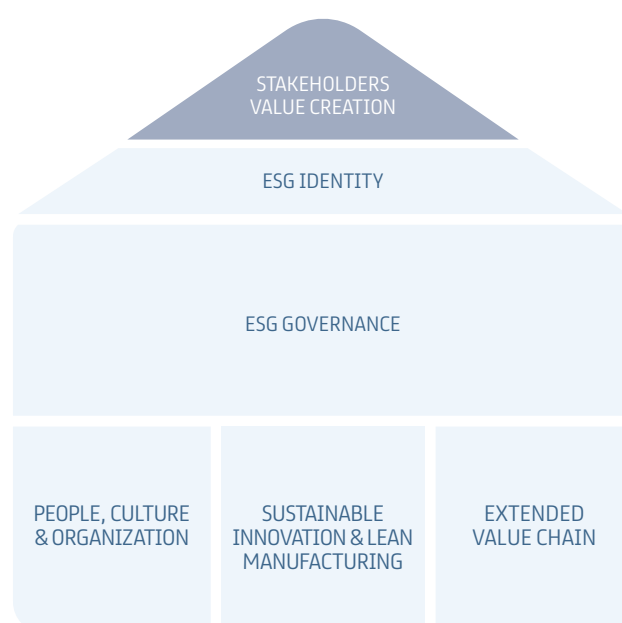 STAKEHOLDERS
VALUE CREATION
ESG IDENTITY
ESG GOVERNANCE
PEOPLE, CULTURE
& ORGANIZATION
SUSTAINABLE
INNOVATION & LEAN
MANUFACTURING
EXTENDED
VALUE CHAIN